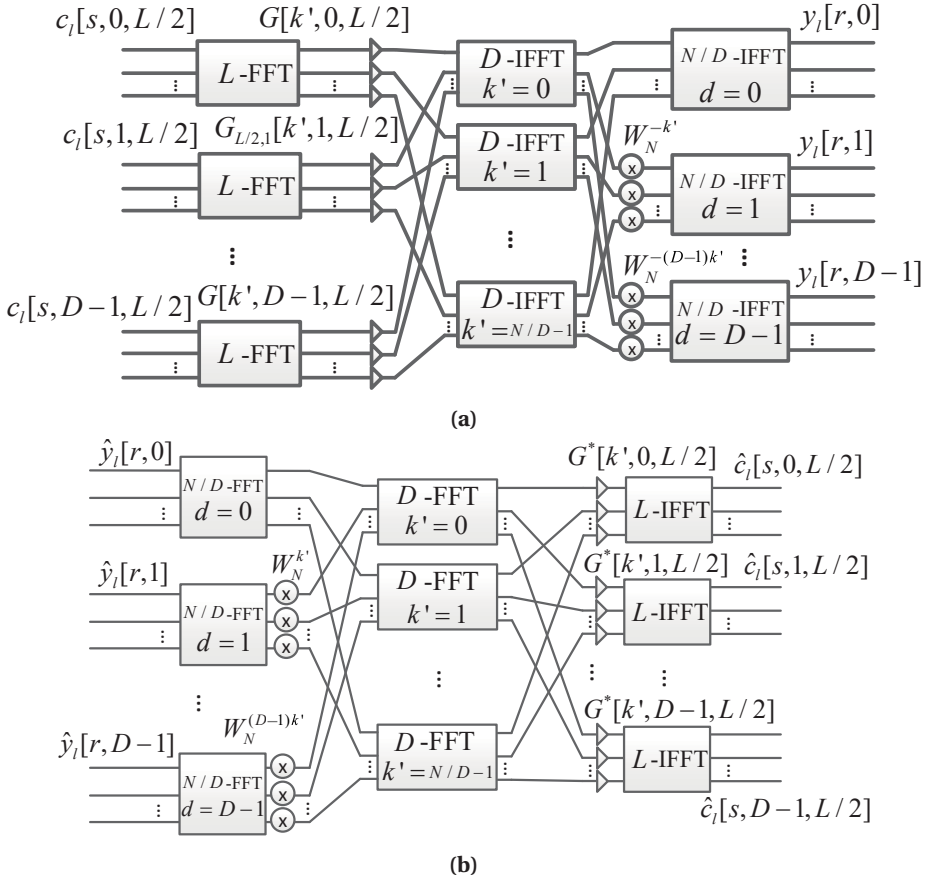 c_l[s,0,L/2]
G[k',0,L/2]
y_l[r,0]
L-FFT
D-IFFT
k'=0
N/D-IFFT
d=0
c_l[s,1,L/2]
G_{L/2,1}[k',1,L/2]
W_N^{-k'}
y_l[r,1]
L-FFT
D-IFFT
k'=1
x
x
x
N/D-IFFT
d=1
c_l[s,D-1,L/2]
G[k',D-1,L/2]
W_N^{-(D-1)k'}
y_l[r,D-1]
L-FFT
D-IFFT
k'=N/D-1
x
x
x
N/D-IFFT
d=D-1
(a)
ŷ_l[r,0]
G*[k',0,L/2]
ĉ_l[s,0,L/2]
N/D-FFT
d=0
D-FFT
k'=0
L-IFFT
ŷ_l[r,1]
W_N^{k'}
G*[k',1,L/2]
ĉ_l[s,1,L/2]
N/D-FFT
d=1
x
x
x
D-FFT
k'=1
L-IFFT
ŷ_l[r,D-1]
W_N^{(D-1)k'}
G*[k',D-1,L/2]
N/D-FFT
d=D-1
x
x
x
D-FFT
k'=N/D-1
L-IFFT
ĉ_l[s,D-1,L/2]
(b)